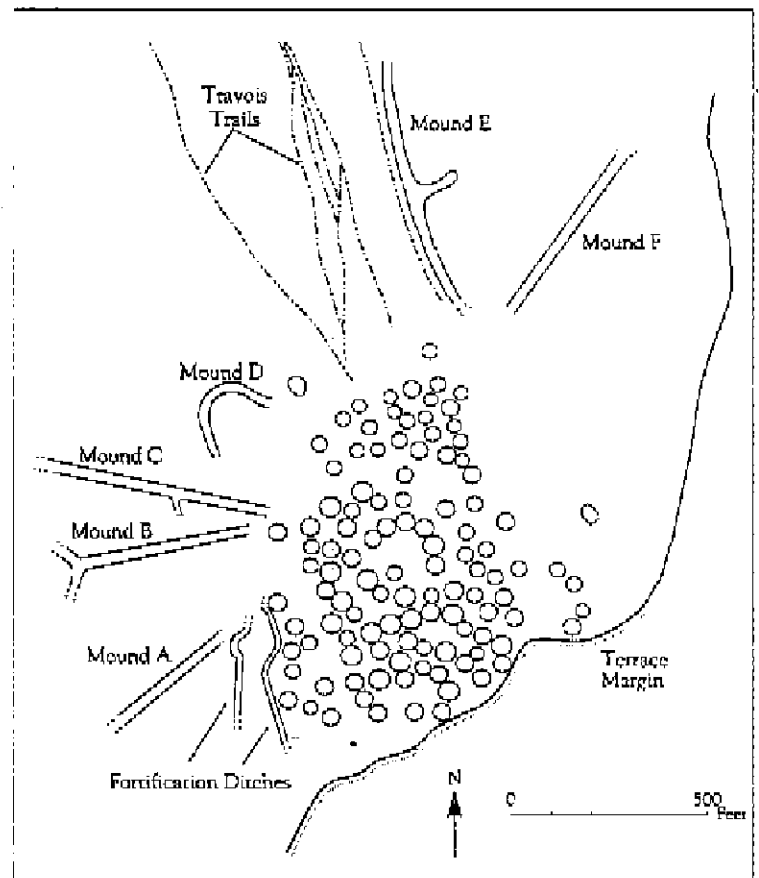 Travois
Trails
Mound E
Mound F
Mound D
Mound C
Mound B
Mound A
Terrace
Margin
Fortification Ditches
N
0
500
Feet